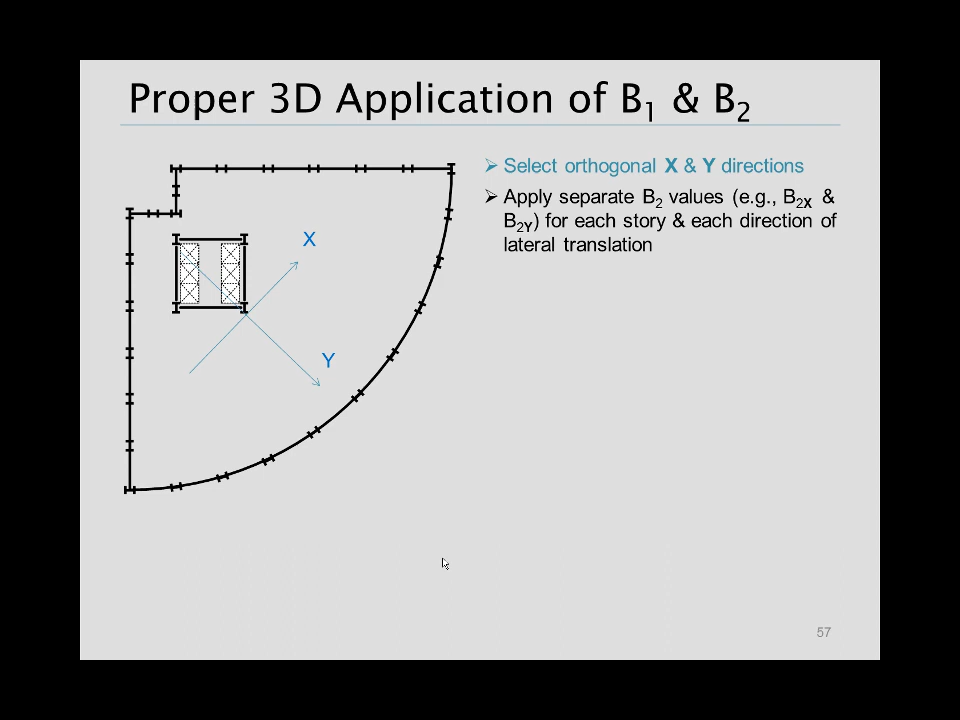 Proper 3D Application of B₁ & B₂
➢ Select orthogonal X & Y directions
➢ Apply separate B₂ values (e.g., B₂X &
B₂Y) for each story & each direction of
lateral translation
X
Y
57